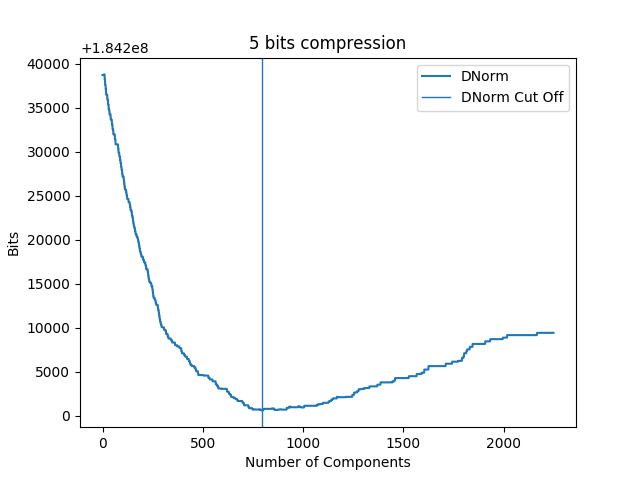 5 bits compression
+1.842e8
40000
35000
30000
25000
20000
15000
10000
5000
0
Bits
DNorm
DNorm Cut Off
0 500 1000 1500 2000
Number of Components